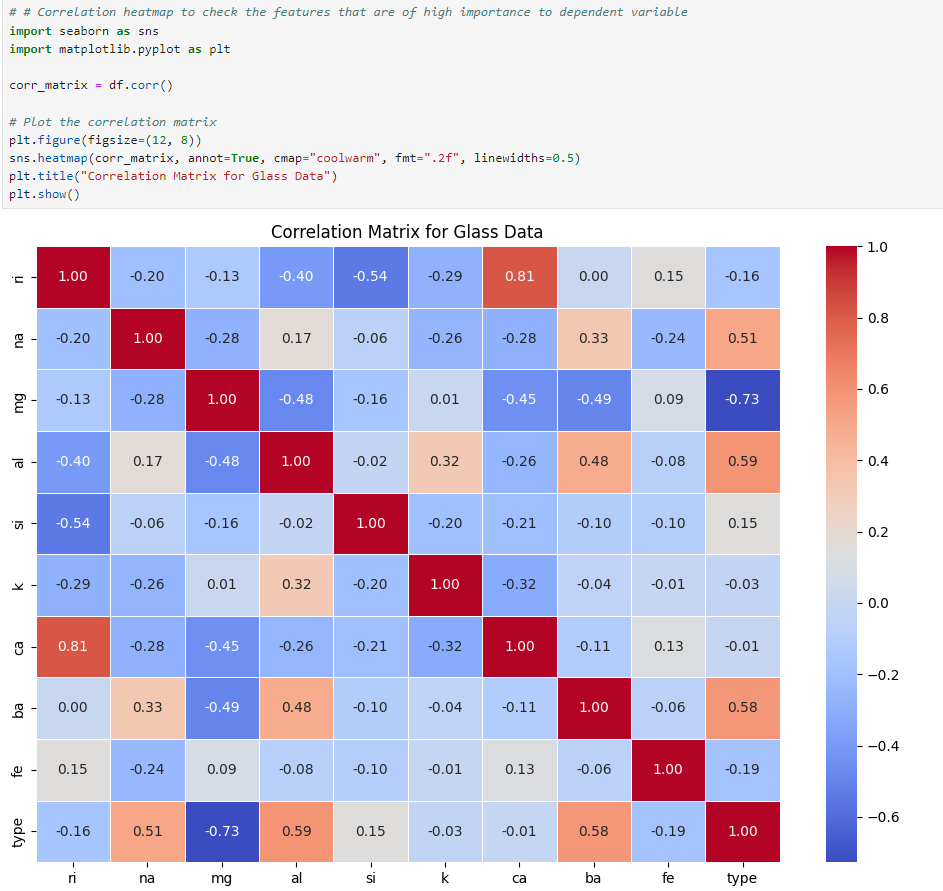 # # Correlation heatmap to check the features that are of high importance to dependent variable
import seaborn as sns
import matplotlib.pyplot as plt
corr_matrix = df.corr()
# Plot the correlation matrix
plt.figure(figsize=(12, 8))
sns.heatmap(corr_matrix, annot=True, cmap="coolwarm", fmt=".2f", linewidths=0.5)
plt.title("Correlation Matrix for Glass Data")
plt.show()
Correlation Matrix for Glass Data
ri 1.00 -0.20 -0.13 -0.40 -0.54 -0.29 0.81 0.00 0.15 -0.16
na -0.20 1.00 -0.28 0.17 -0.06 -0.26 -0.28 0.33 -0.24 0.51
mg -0.13 -0.28 1.00 -0.48 -0.16 0.01 -0.45 -0.49 0.09 -0.73
al -0.40 0.17 -0.48 1.00 -0.02 0.32 -0.26 0.48 -0.08 0.59
si -0.54 -0.06 -0.16 -0.02 1.00 -0.20 -0.21 -0.10 -0.10 0.15
k -0.29 -0.26 0.01 0.32 -0.20 1.00 -0.32 -0.04 -0.01 -0.03
ca 0.81 -0.28 -0.45 -0.26 -0.21 -0.32 1.00 -0.11 0.13 -0.01
ba 0.00 0.33 -0.49 0.48 -0.10 -0.04 -0.11 1.00 -0.06 0.58
fe 0.15 -0.24 0.09 -0.08 -0.10 -0.01 0.13 -0.06 1.00 -0.19
type -0.16 0.51 -0.73 0.59 0.15 -0.03 -0.01 0.58 -0.19 1.00
ri na mg al si k ca ba fe type
1.0
0.8
0.6
0.4
0.2
0.0
−0.2
−0.4
−0.6